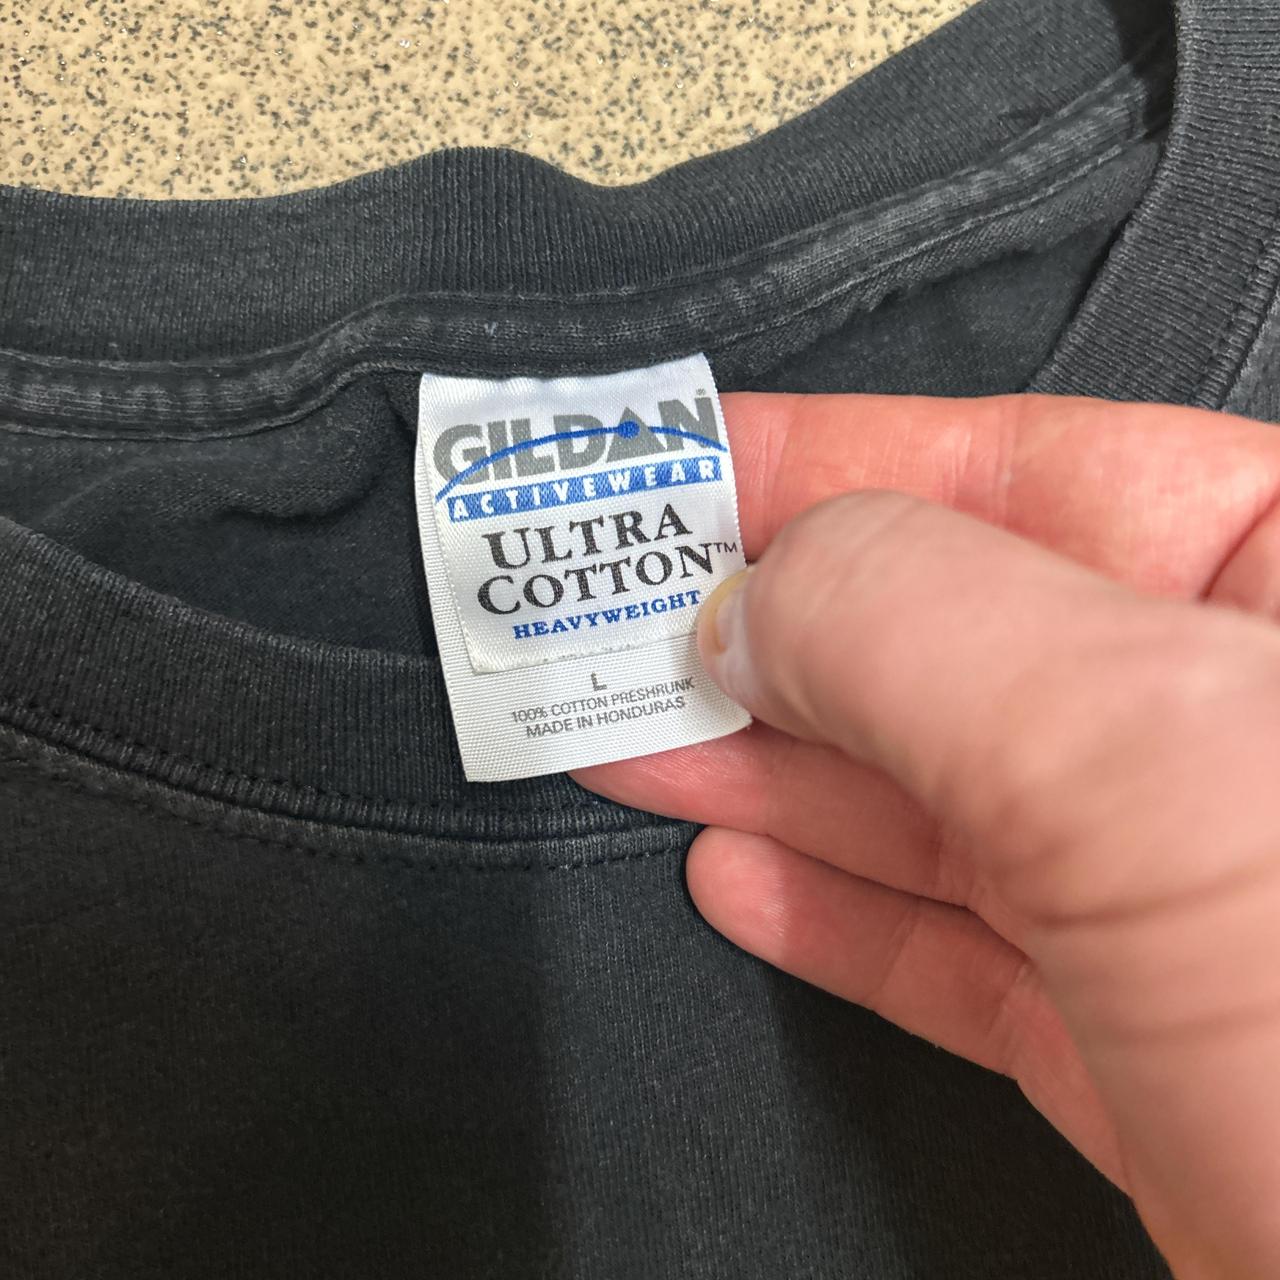 GILDAN®
ACTIVEWEAR
ULTRA
COTTON™
HEAVYWEIGHT
L
100% COTTON PRESHRUNK
MADE IN HONDURAS